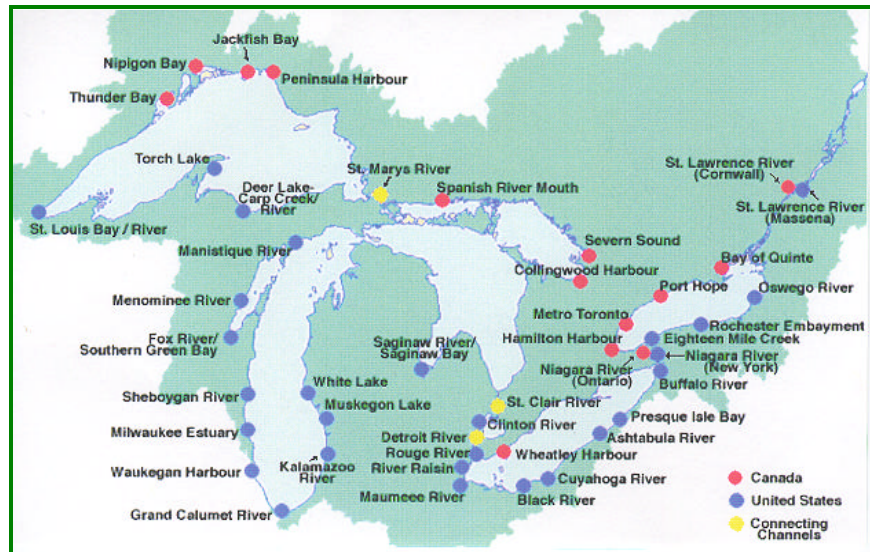 Jackfish Bay
Nipigon Bay
Peninsula Harbour
Thunder Bay
Torch Lake
St. Marys River
St. Lawrence River
(Cornwall)
Deer Lake-
Carp Creek/
River
Spanish River Mouth
St. Louis Bay / River
St. Lawrence River
(Massena)
Manistique River
Severn Sound
Bay of Quinte
Collingwood Harbour
Port Hope
Oswego River
Menominee River
Metro Toronto
Rochester Embayment
Fox River/
Southern Green Bay
Saginaw River/
Saginaw Bay
Hamilton Harbour
Eighteen Mile Creek
Niagara River
(New York)
Niagara River
(Ontario)
Buffalo River
Sheboygan River
White Lake
St. Clair River
Muskegon Lake
Presque Isle Bay
Clinton River
Milwaukee Estuary
Detroit River
Ashtabula River
Rouge River
Wheatley Harbour
Waukegan Harbour
Kalamazoo
River
River Raisin
Cuyahoga River
Maumeee River
Black River
Grand Calumet River
Canada
United States
Connecting
Channels